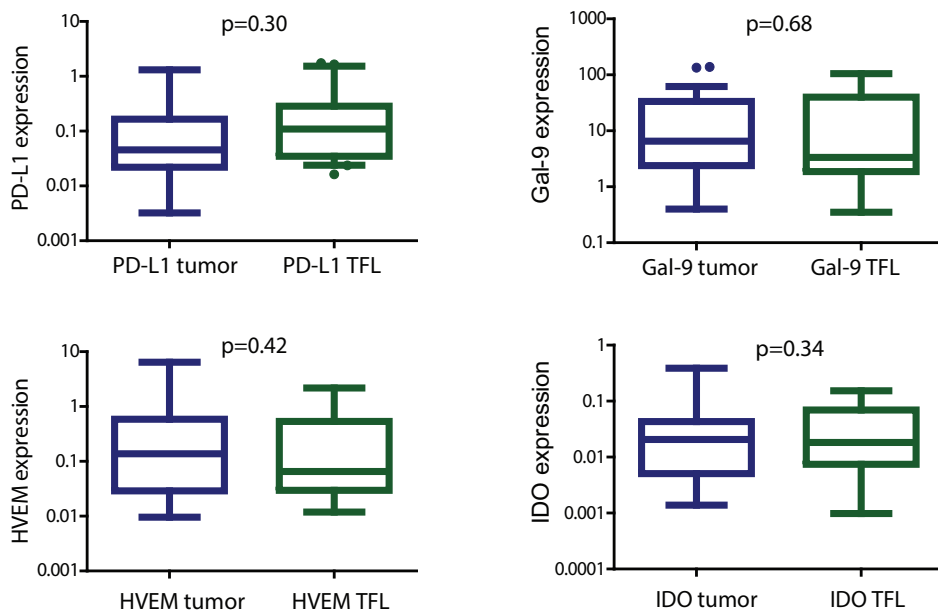 p=0.30
PD-L1 expression
10
1
0.1
0.01
0.001
PD-L1 tumor PD-L1 TFL
p=0.68
Gal-9 expression
1000
100
10
1
0.1
Gal-9 tumor Gal-9 TFL
p=0.42
HVEM expression
10
1
0.1
0.01
0.001
HVEM tumor HVEM TFL
p=0.34
IDO expression
1
0.1
0.01
0.001
0.0001
IDO tumor IDO TFL